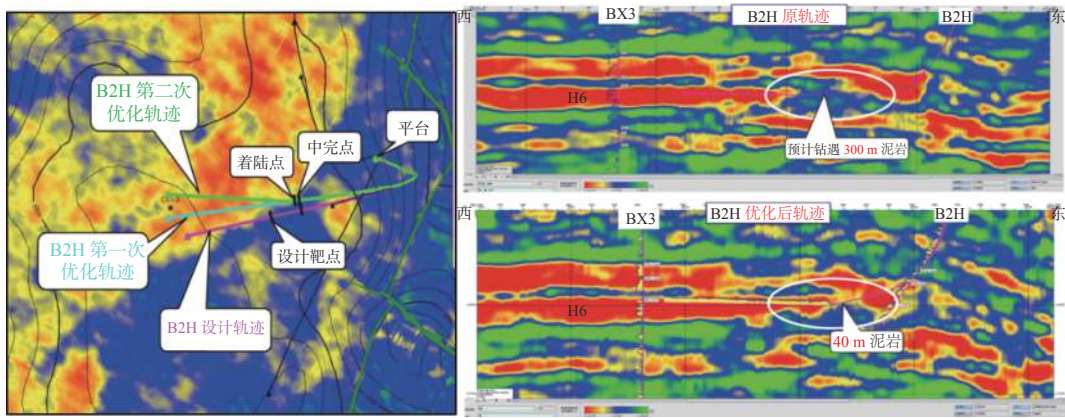 B2H 第二次
优化轨迹
着陆点
中完点
平台
B2H 第一次
优化轨迹
设计靶点
B2H 设计轨迹
西
BX3
B2H 原轨迹
B2H
东
H6
预计钻遇 300 m 泥岩
西
BX3
B2H 优化后轨迹
B2H
东
H6
40 m 泥岩